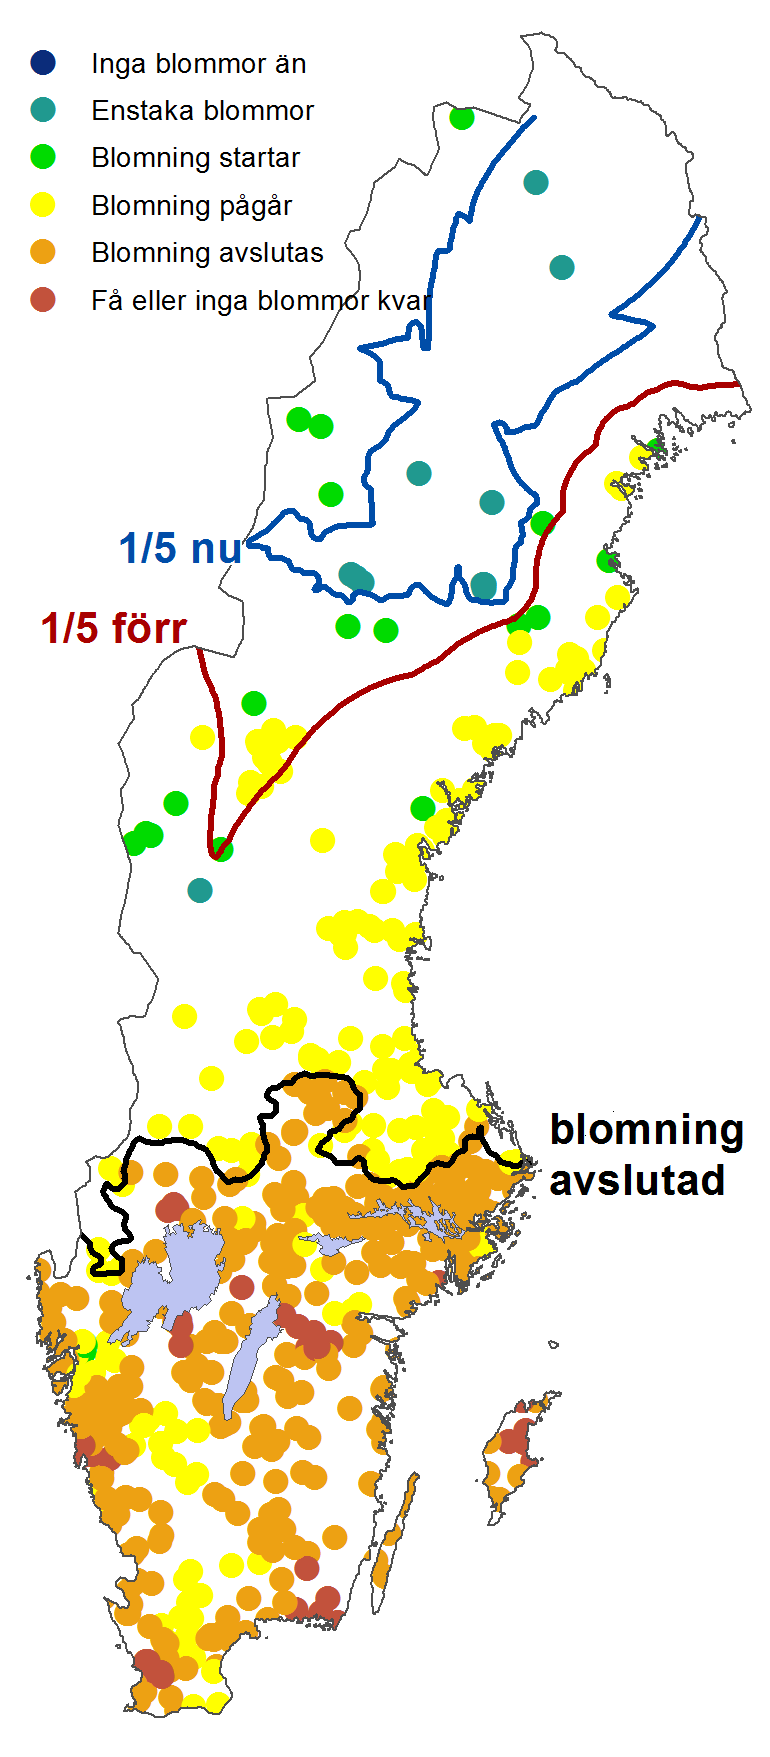 Inga blommor än
Enstaka blommor
Blomning startar
Blomning pågår
Blomning avslutas
Få eller inga blommor kvar
1/5 nu
1/5 förr
blomning
avslutad